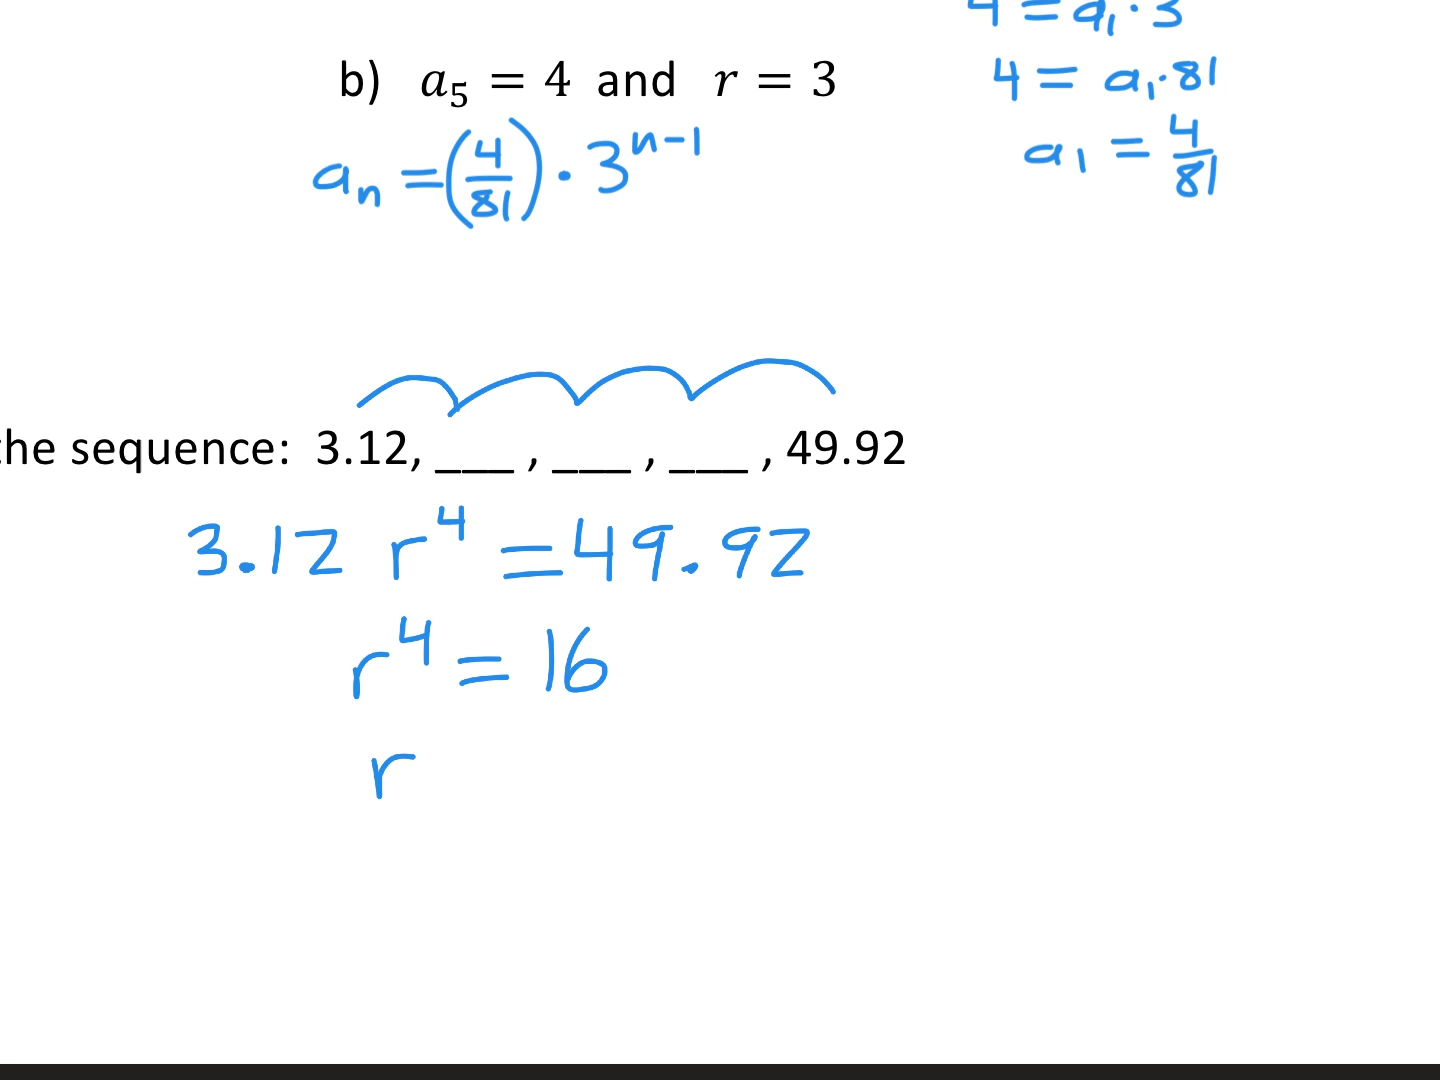 4 = a₁ · 3
b) a₅ = 4 and r = 3
4 = a₁ · 81
aₙ = (4/81) · 3ⁿ⁻¹
a₁ = 4/81
the sequence: 3.12, ___ , ___ , ___ , 49.92
3.12 r⁴ = 49.92
r⁴ = 16
r